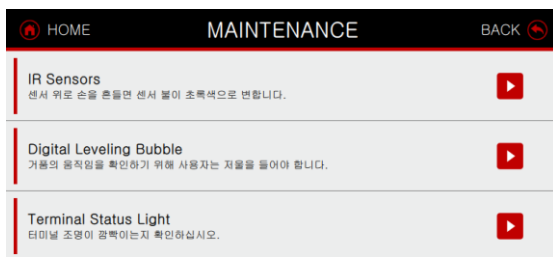 HOME
MAINTENANCE
BACK
IR Sensors
센서 위로 손을 흔들면 센서 불이 초록색으로 변합니다.
Digital Leveling Bubble
거품의 움직임을 확인하기 위해 사용자는 저울을 들어야 합니다.
Terminal Status Light
터미널 조명이 깜빡이는지 확인하십시오.